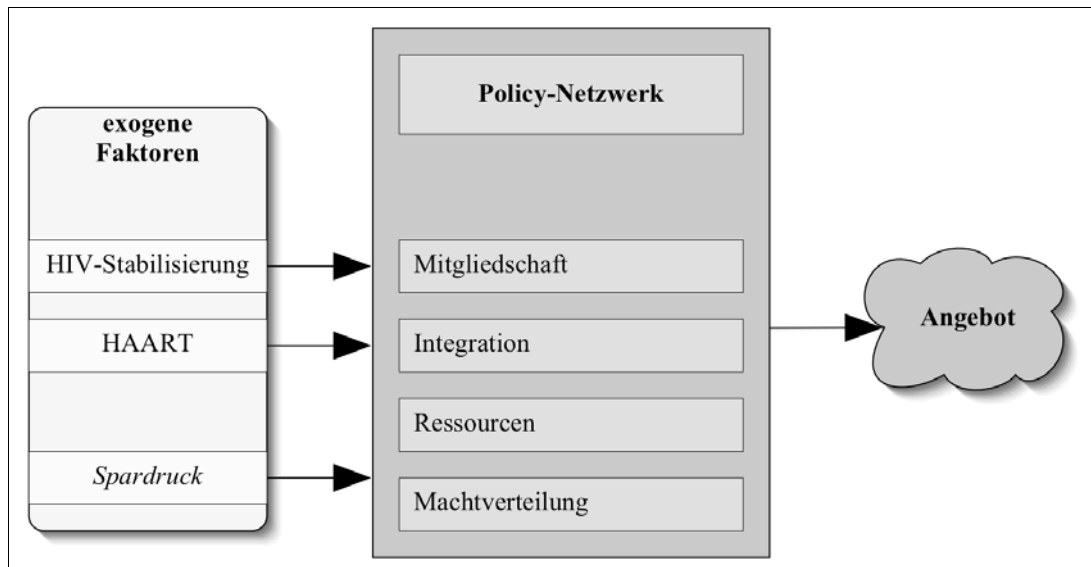 exogene
Faktoren
HIV-Stabilisierung
HAART
Spardruck
Policy-Netzwerk
Mitgliedschaft
Integration
Ressourcen
Machtverteilung
Angebot